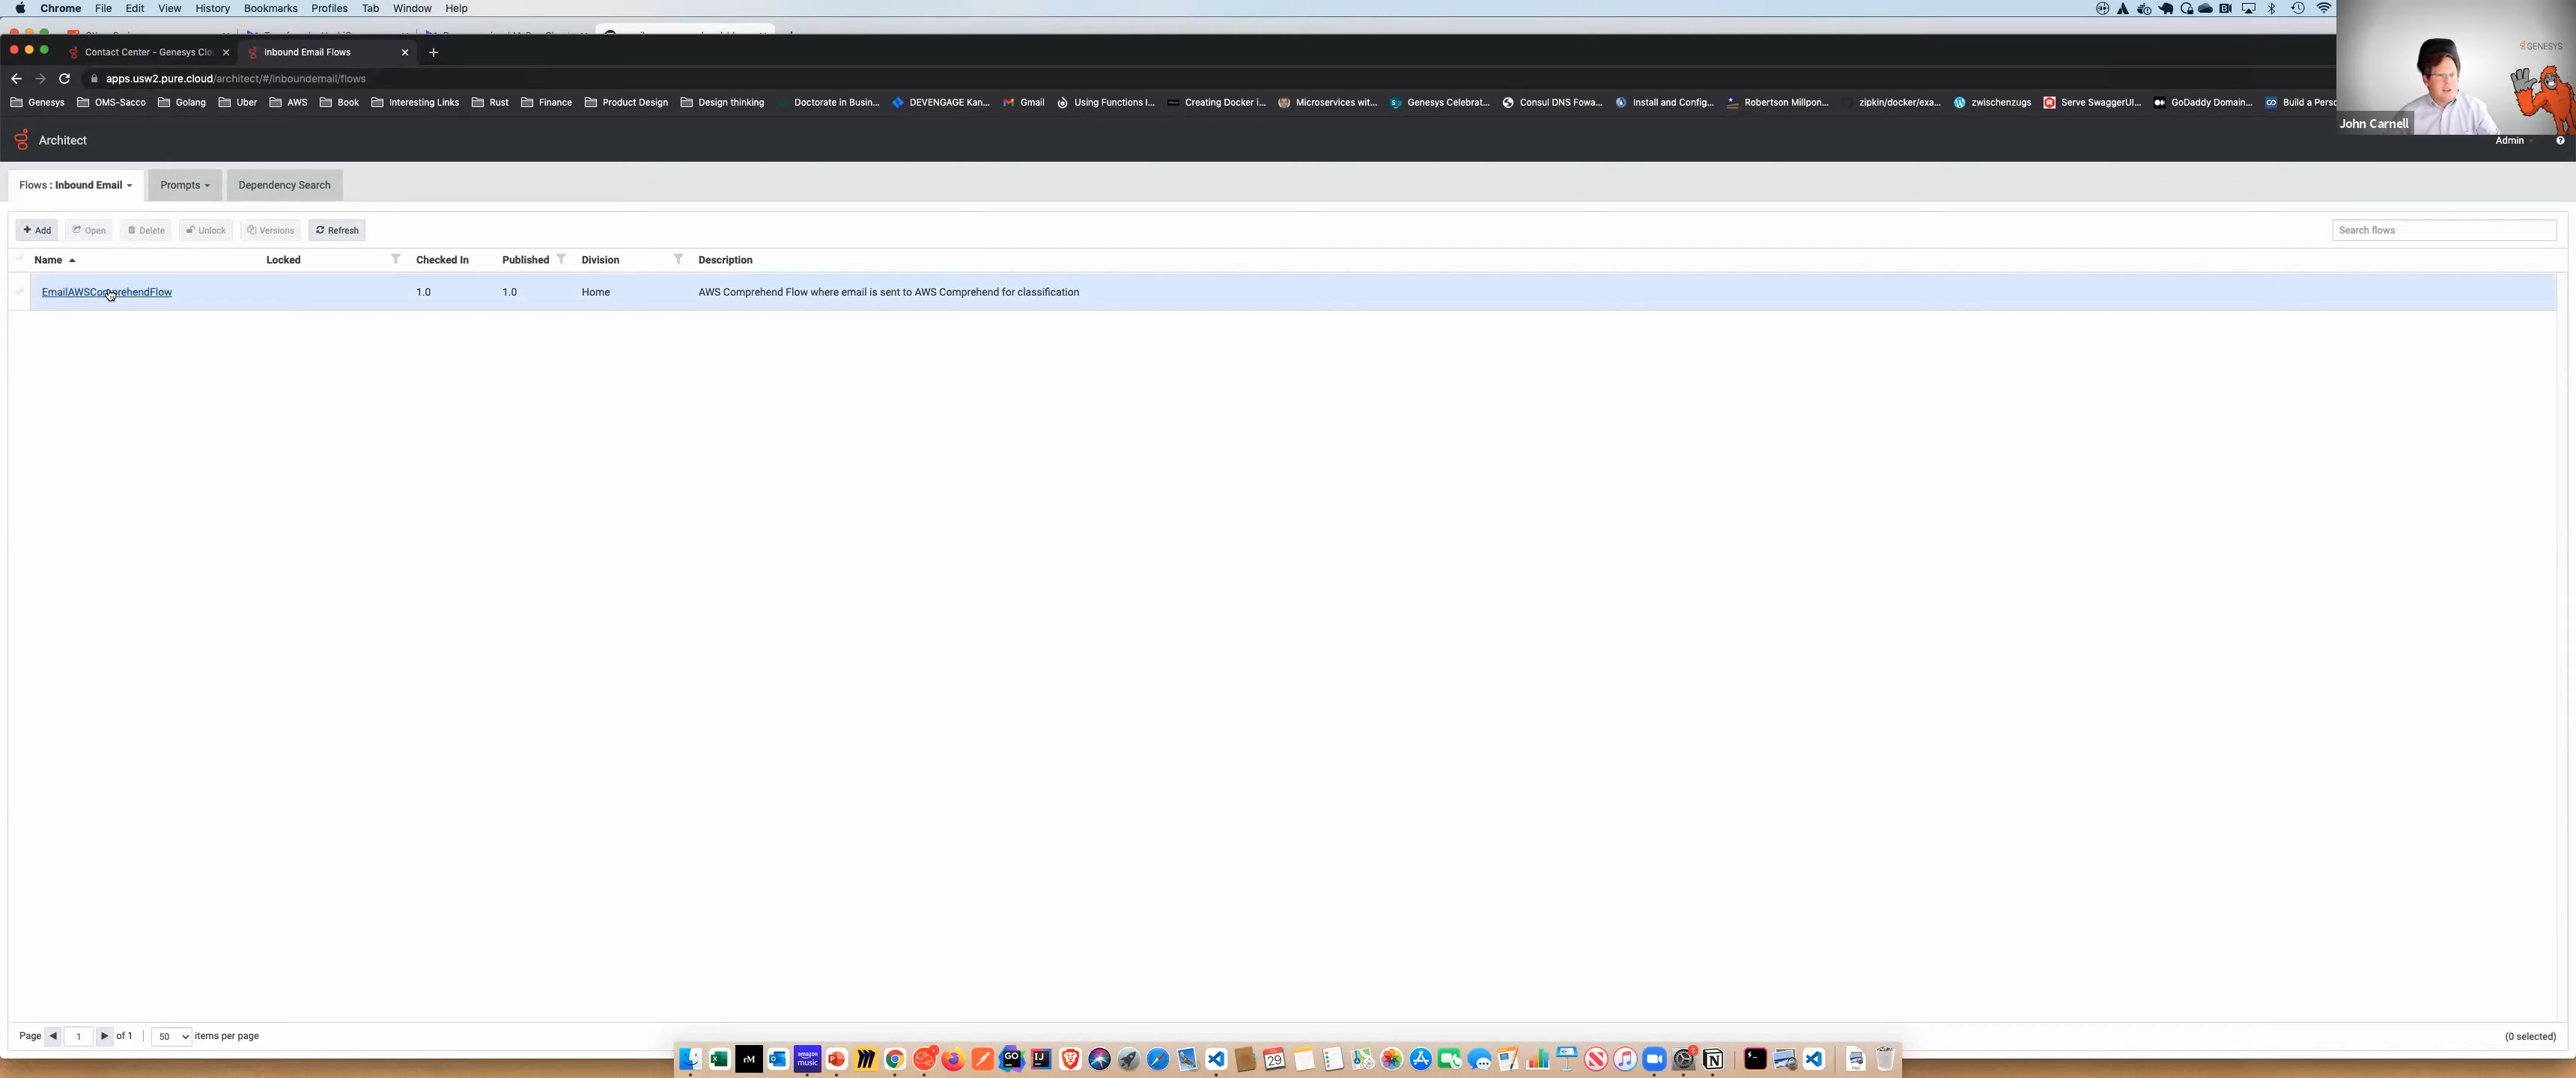 Chrome File Edit View History Bookmarks Profiles Tab Window Help
Contact Center - Genesys Clo
Inbound Email Flows
GENESYS
apps.usw2.pure.cloud/architect/#/inboundemail/flows
Genesys OMS-Sacco Golang Uber AWS Book Interesting Links Rust Finance Product Design Design thinking Doctorate in Busin... DEVENGAGE Kan... Gmail Using Functions I... Creating Docker i... Microservices wit... Genesys Celebrat... Consul DNS Fowa... Install and Config... Robertson Millpon... zipkin/docker/exa... zwischenzugs Serve SwaggerUI... GoDaddy Domain... Build a Perso
John Carnell
Architect
Admin
Flows : Inbound Email Prompts Dependency Search
Add Open Delete Unlock Versions Refresh
Search flows
Name Locked Checked In Published Division Description
EmailAWSComprehendFlow 1.0 1.0 Home AWS Comprehend Flow where email is sent to AWS Comprehend for classification
Page 1 of 1 50 items per page
(0 selected)
rM amazon music GO IJ 29